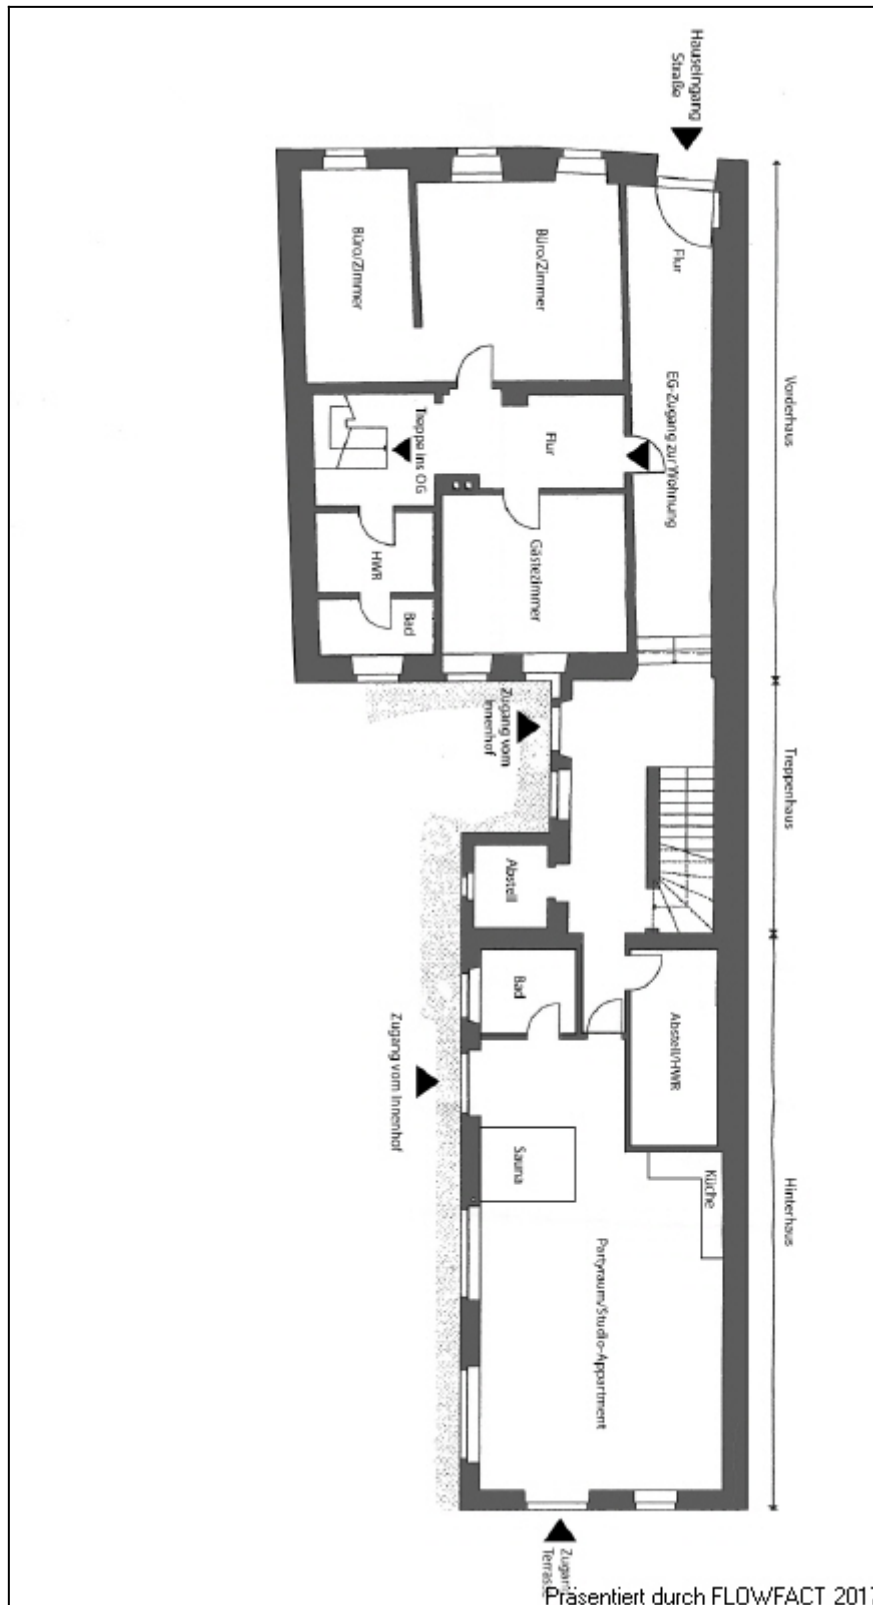 Hauseingang
Straße
Flur
Büro/Zimmer
Büro/Zimmer
Vorderhaus
EG-Zugang zur Wohnung
Flur
Treppe ins OG
Gästezimmer
HWR
Bad
Zugang vom
Innenhof
Treppenhaus
Abstell
Bad
Abstell/HWR
Zugang vom Innenhof
Sauna
Küche
Hinterhaus
Partyraum/Studio-Appartment
Zugang
Terrasse
Präsentiert durch FLOWFACT 2017